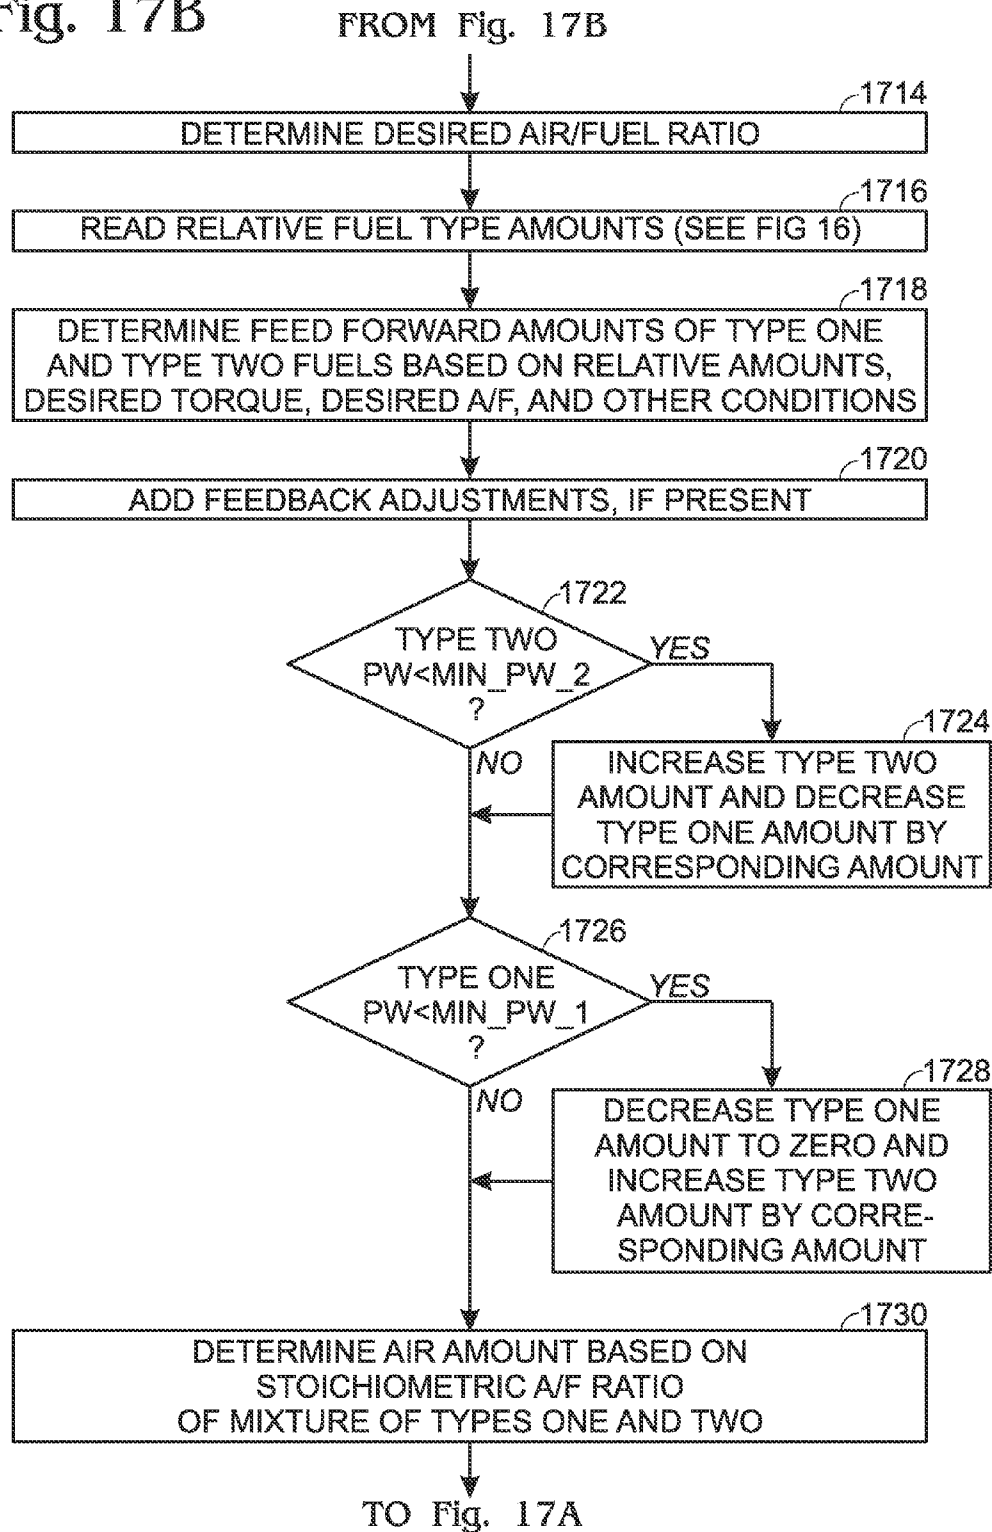 Fig. 17B
FROM Fig. 17B
1714
DETERMINE DESIRED AIR/FUEL RATIO
1716
READ RELATIVE FUEL TYPE AMOUNTS (SEE FIG 16)
1718
DETERMINE FEED FORWARD AMOUNTS OF TYPE ONE
AND TYPE TWO FUELS BASED ON RELATIVE AMOUNTS,
DESIRED TORQUE, DESIRED A/F, AND OTHER CONDITIONS
1720
ADD FEEDBACK ADJUSTMENTS, IF PRESENT
1722
TYPE TWO
PW<MIN_PW_2
?
YES
NO
1724
INCREASE TYPE TWO
AMOUNT AND DECREASE
TYPE ONE AMOUNT BY
CORRESPONDING AMOUNT
1726
TYPE ONE
PW<MIN_PW_1
?
YES
NO
1728
DECREASE TYPE ONE
AMOUNT TO ZERO AND
INCREASE TYPE TWO
AMOUNT BY CORRE-
SPONDING AMOUNT
1730
DETERMINE AIR AMOUNT BASED ON
STOICHIOMETRIC A/F RATIO
OF MIXTURE OF TYPES ONE AND TWO
TO Fig. 17A